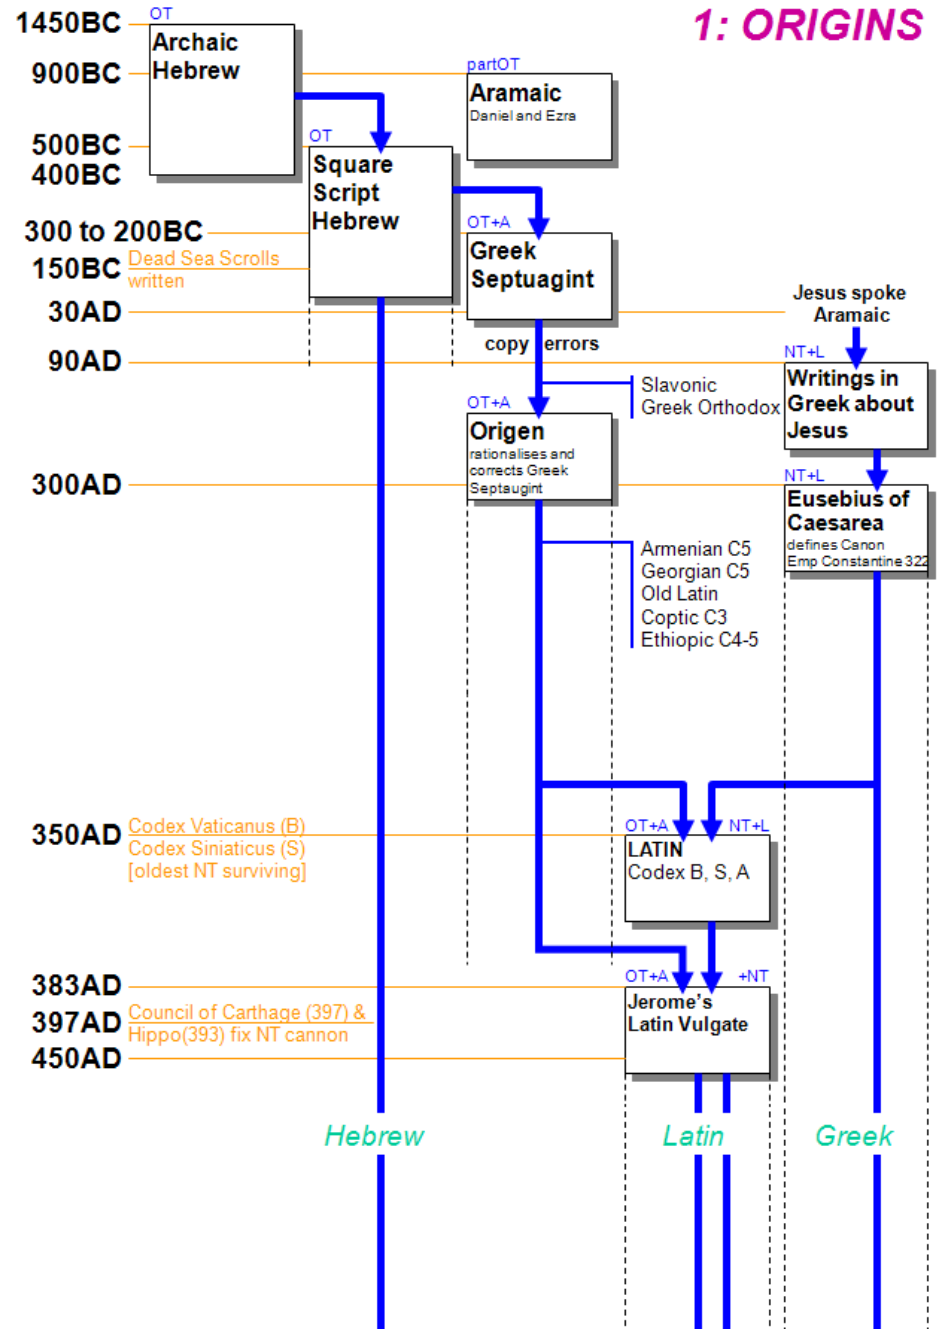 1: ORIGINS
1450BC
OT
Archaic
Hebrew
900BC
partOT
Aramaic
Daniel and Ezra
500BC
400BC
OT
Square
Script
Hebrew
300 to 200BC
OT+A
Greek
Septuagint
150BC
Dead Sea Scrolls
written
30AD
Jesus spoke
Aramaic
copy errors
90AD
NT+L
Writings in
Greek about
Jesus
Slavonic
Greek Orthodox
OT+A
Origen
rationalises and
corrects Greek
Septaugint
300AD
NT+L
Eusebius of
Caesarea
defines Canon
Emp Constantine 322
Armenian C5
Georgian C5
Old Latin
Coptic C3
Ethiopic C4-5
350AD
Codex Vaticanus (B)
Codex Siniaticus (S)
[oldest NT surviving]
OT+A NT+L
LATIN
Codex B, S, A
383AD
OT+A +NT
Jerome's
Latin Vulgate
397AD
Council of Carthage (397) &
Hippo(393) fix NT cannon
450AD
Hebrew
Latin
Greek